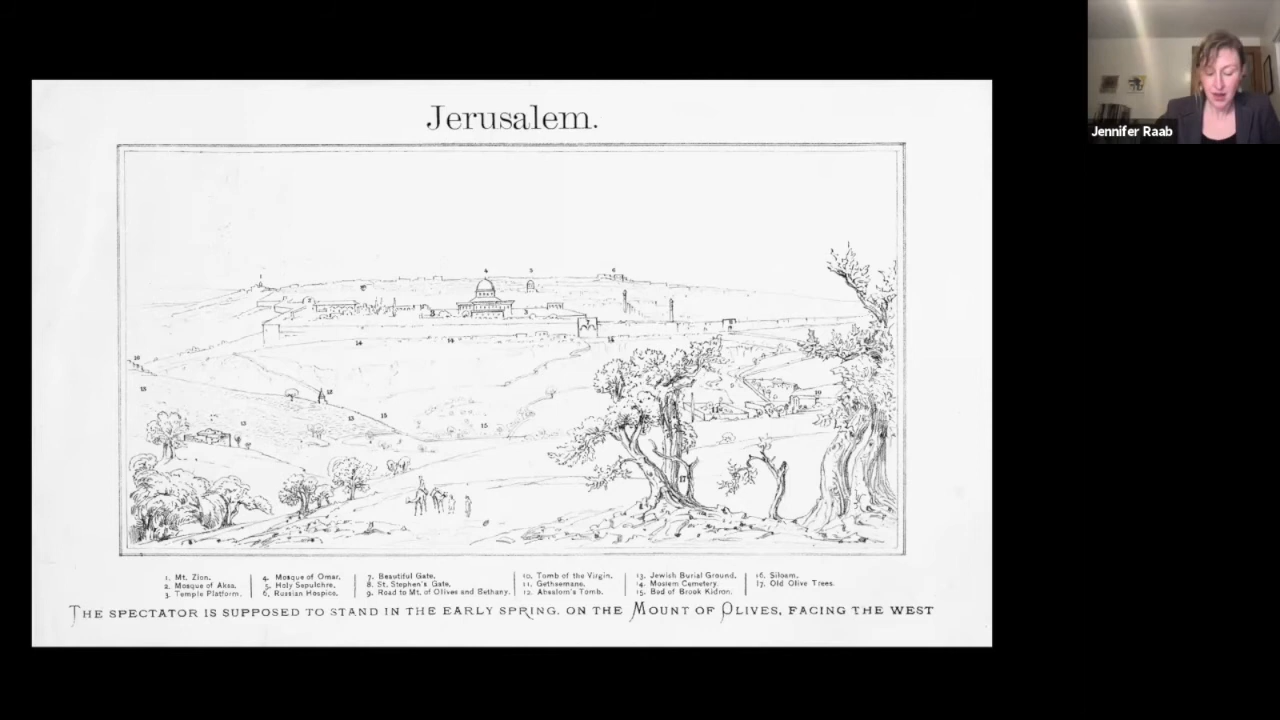 Jerusalem.
1. Mt. Zion.
2. Mosque of Aksa.
3. Temple Platform.
4. Mosque of Omar.
5. Holy Sepulchre.
6. Russian Hospice.
7. Beautiful Gate.
8. St. Stephen's Gate.
9. Road to Mt. of Olives and Bethany.
10. Tomb of the Virgin.
11. Gethsemane.
12. Absalom's Tomb.
13. Jewish Burial Ground.
14. Moslem Cemetery
15. Bed of Brook Kidron.
16. Siloam.
17. Old Olive Trees.
THE SPECTATOR IS SUPPOSED TO STAND IN THE EARLY SPRING, ON THE MOUNT OF OLIVES, FACING THE WEST
Jennifer Raab